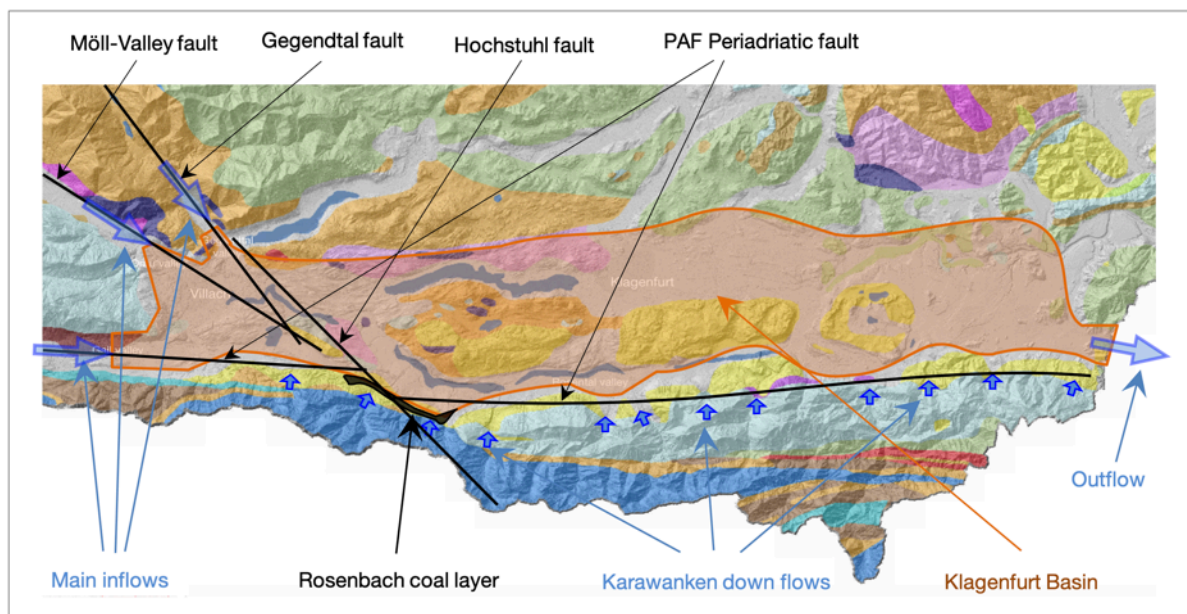 Möll-Valley fault
Gegendtal fault
Hochstuhl fault
PAF Periadriatic fault
Villach
Klagenfurt
Main inflows
Rosenbach coal layer
Karawanken down flows
Klagenfurt Basin
Outflow